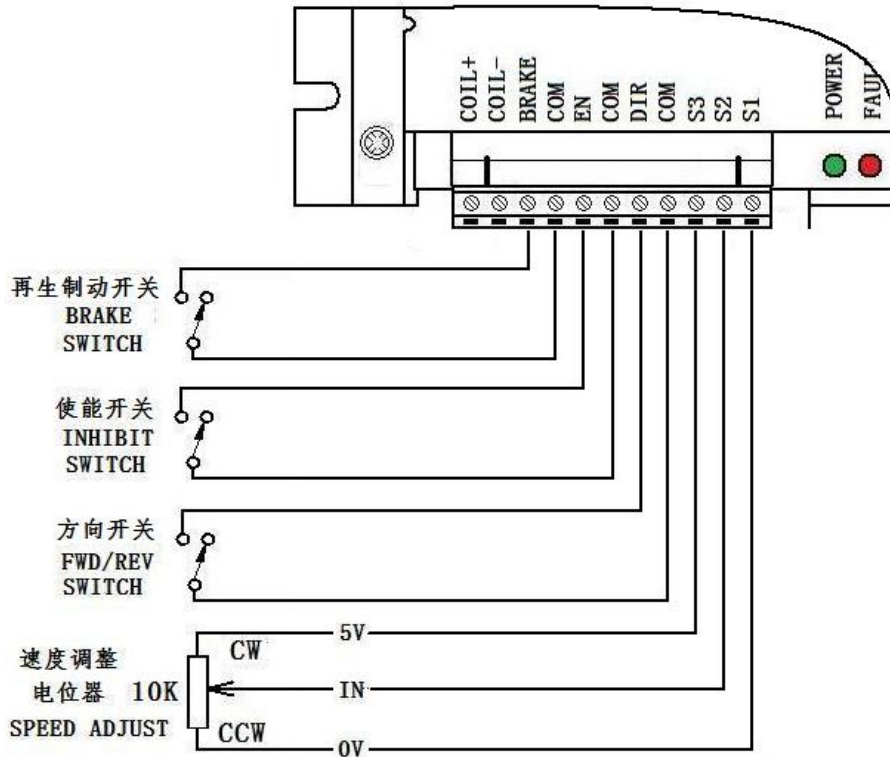 COIL+
COIL-
BRAKE
COM
EN
COM
DIR
COM
S3
S2
S1
POWER
FAUL
再生制动开关
BRAKE
SWITCH
使能开关
INHIBIT
SWITCH
方向开关
FWD/REV
SWITCH
速度调整
电位器 10K
SPEED ADJUST
CW
CCW
5V
IN
0V